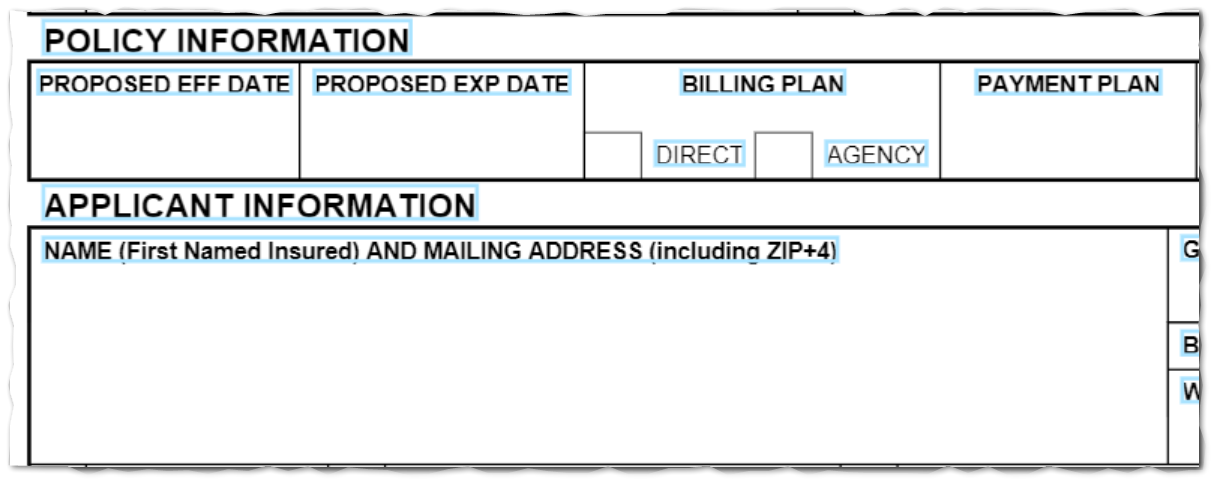 POLICY INFORMATION
PROPOSED EFF DATE PROPOSED EXP DATE BILLING PLAN PAYMENT PLAN
DIRECT AGENCY
APPLICANT INFORMATION
NAME (First Named Insured) AND MAILING ADDRESS (including ZIP+4) G
B
W